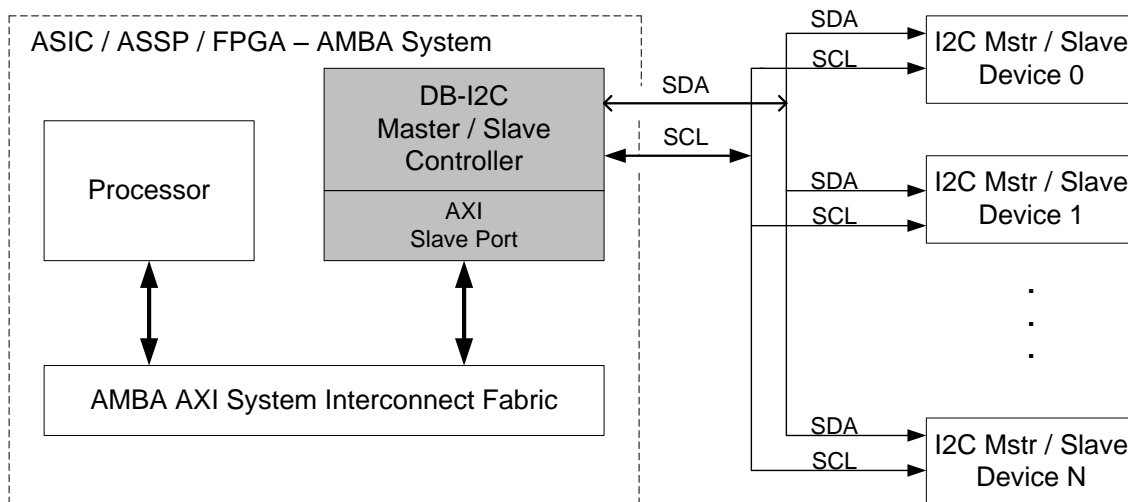 ASIC / ASSP / FPGA – AMBA System
Processor
DB-I2C
Master / Slave
Controller
AXI
Slave Port
AMBA AXI System Interconnect Fabric
SDA
SCL
SDA
SCL
I2C Mstr / Slave
Device 0
SDA
SCL
I2C Mstr / Slave
Device 1
.
.
.
SDA
SCL
I2C Mstr / Slave
Device N